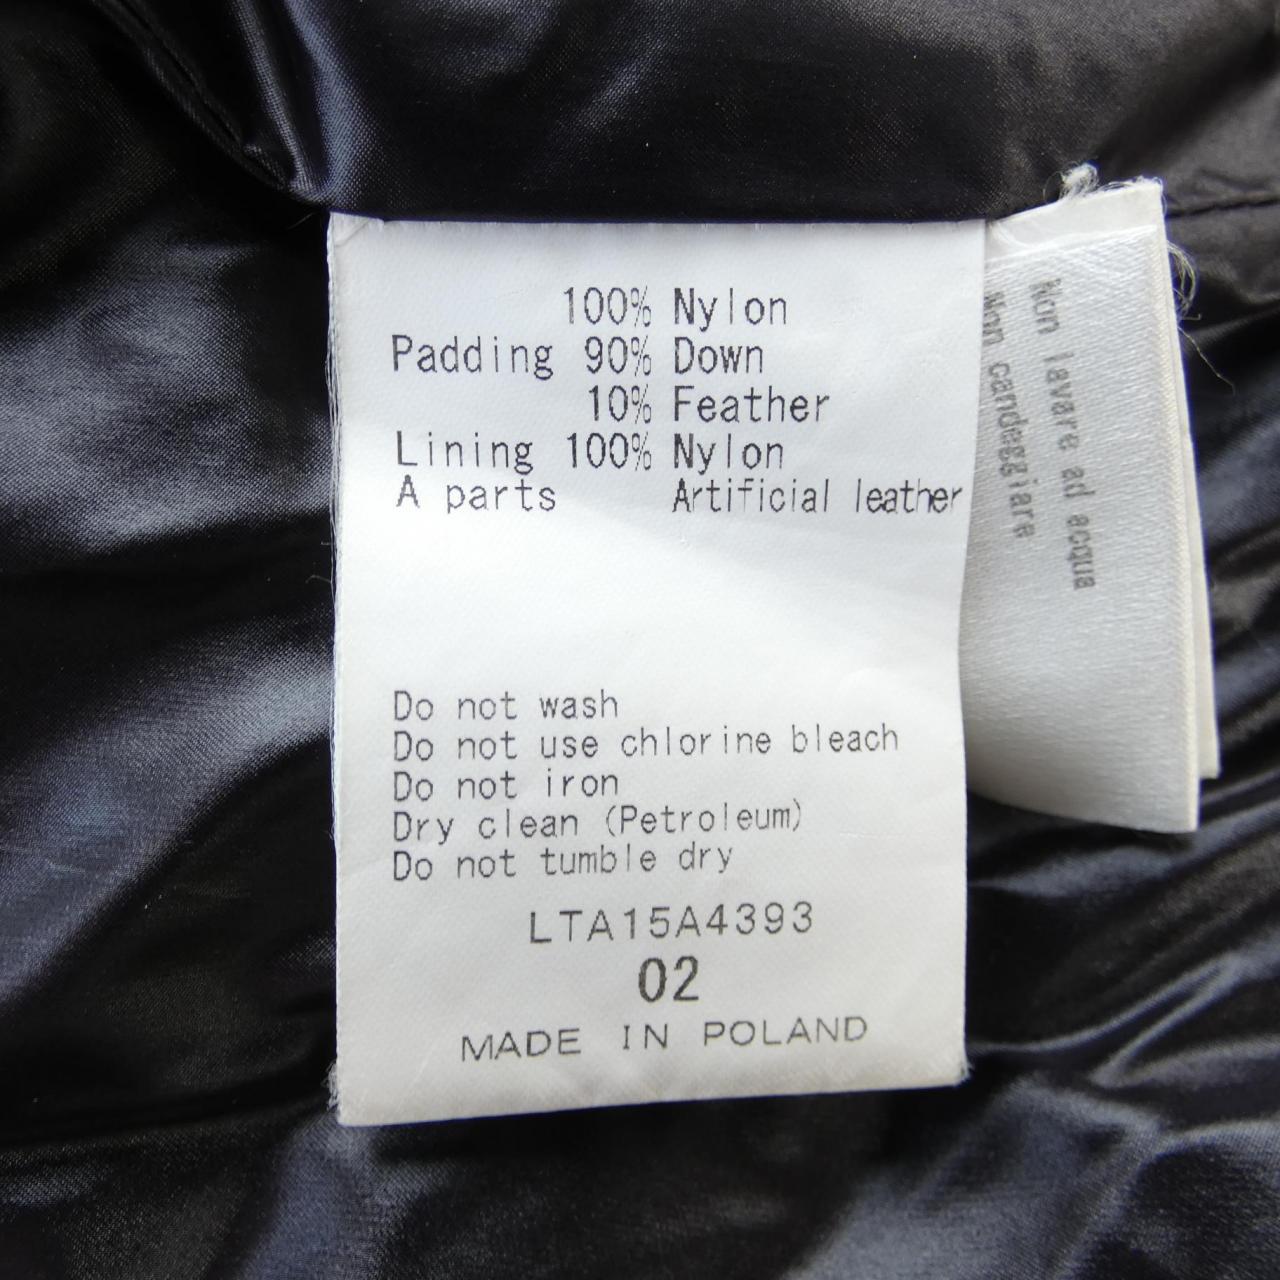 100% Nylon
Padding 90% Down
10% Feather
Lining 100% Nylon
A parts Artificial leather
Do not wash
Do not use chlorine bleach
Do not iron
Dry clean (Petroleum)
Do not tumble dry
LTA15A4393
02
MADE IN POLAND
Non lavare ad acqua
Non candeggiare